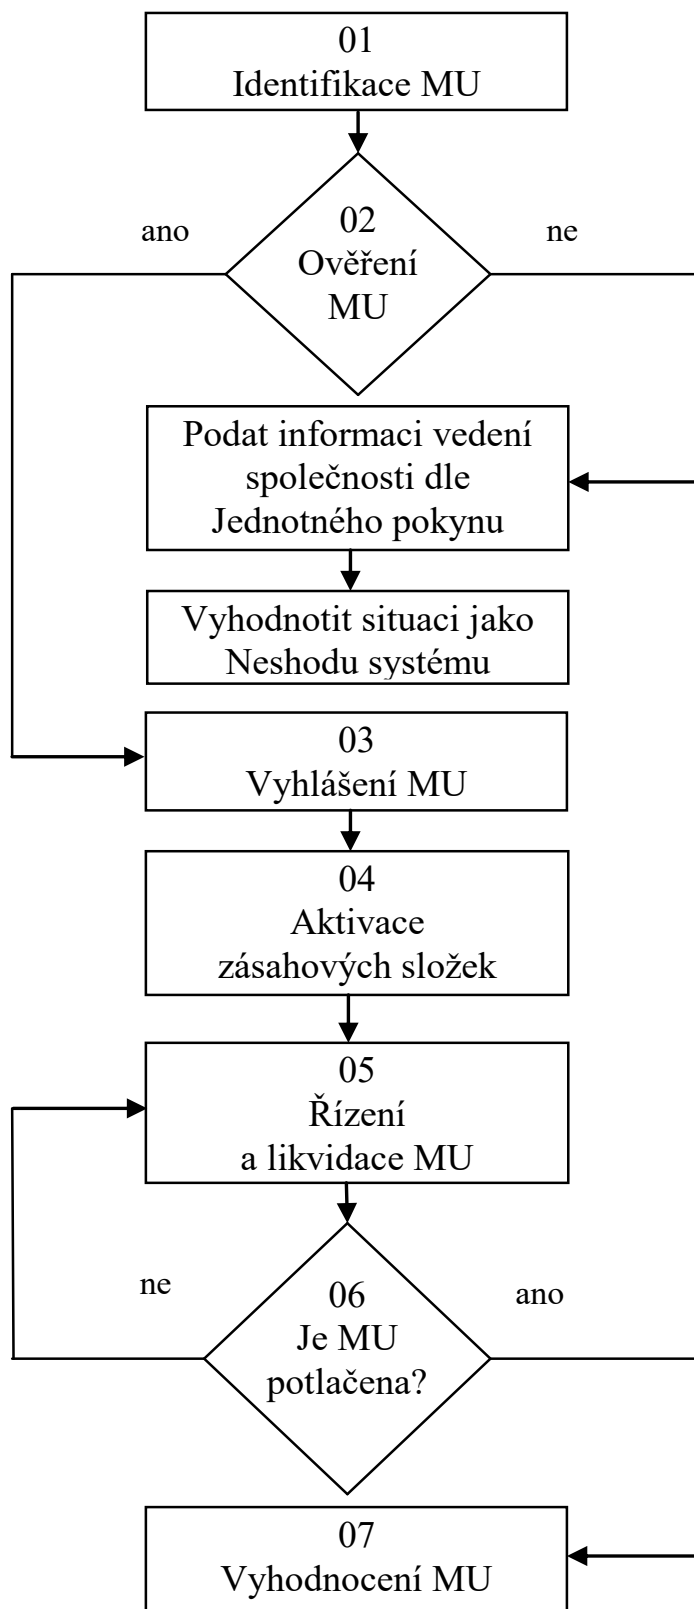 01
Identifikace MU
ano
ne
02
Ověření
MU
Podat informaci vedení
společnosti dle
Jednotného pokynu
Vyhodnotit situaci jako
Neshodu systému
03
Vyhlášení MU
04
Aktivace
zásahových složek
05
Řízení
a likvidace MU
ne
ano
06
Je MU
potlačena?
07
Vyhodnocení MU